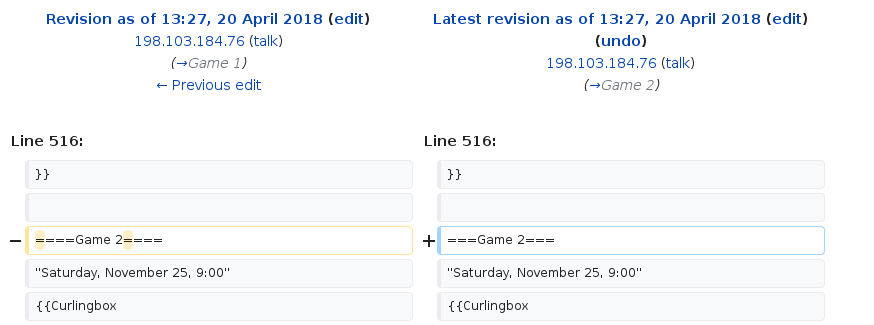 Revision as of 13:27, 20 April 2018 (edit)
198.103.184.76 (talk)
(→Game 1)
← Previous edit
Latest revision as of 13:27, 20 April 2018 (edit)
(undo)
198.103.184.76 (talk)
(→Game 2)
Line 516:
Line 516:
}}
}}
− ====Game 2====
+ ===Game 2===
"Saturday, November 25, 9:00"
"Saturday, November 25, 9:00"
{{Curlingbox
{{Curlingbox